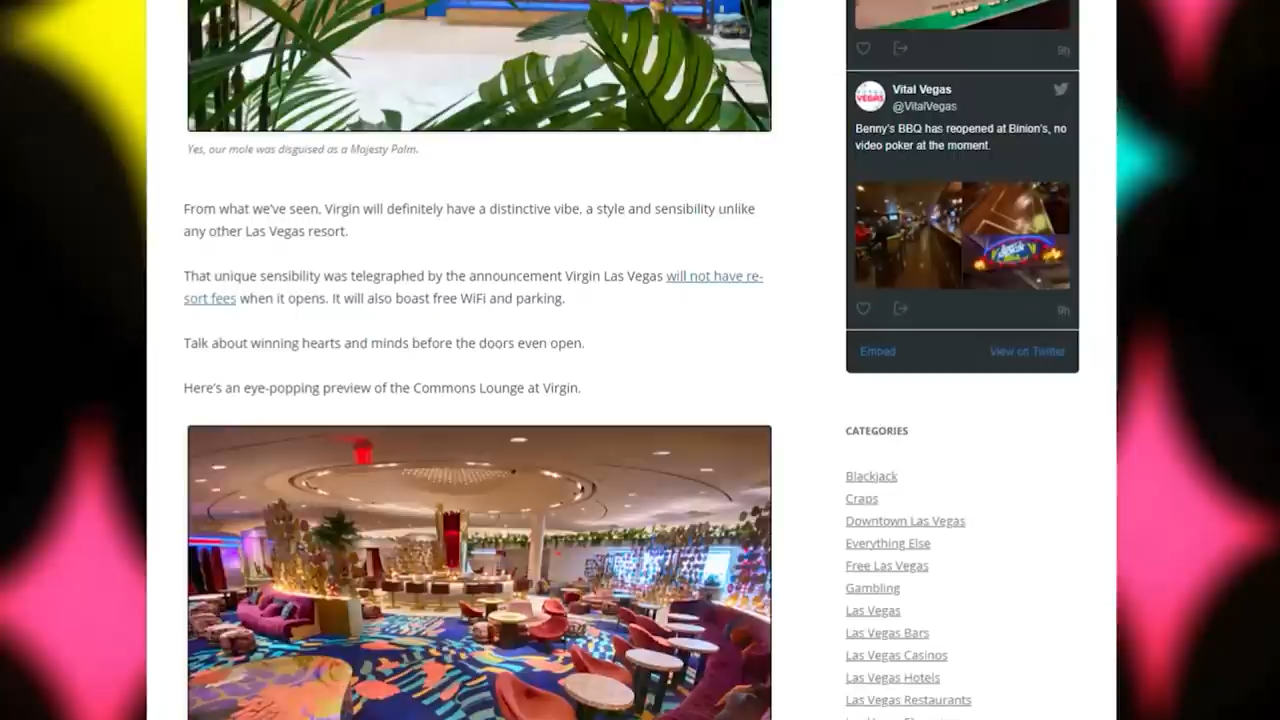 Yes, our mole was disguised as a Majesty Palm.
From what we've seen, Virgin will definitely have a distinctive vibe, a style and sensibility unlike
any other Las Vegas resort.
That unique sensibility was telegraphed by the announcement Virgin Las Vegas will not have re-
sort fees when it opens. It will also boast free WiFi and parking.
Talk about winning hearts and minds before the doors even open.
Here's an eye-popping preview of the Commons Lounge at Virgin.
9h
VEGAS
Vital Vegas
@VitalVegas
Benny's BBQ has reopened at Binion's, no
video poker at the moment.
9h
Embed
View on Twitter
CATEGORIES
Blackjack
Craps
Downtown Las Vegas
Everything Else
Free Las Vegas
Gambling
Las Vegas
Las Vegas Bars
Las Vegas Casinos
Las Vegas Hotels
Las Vegas Restaurants